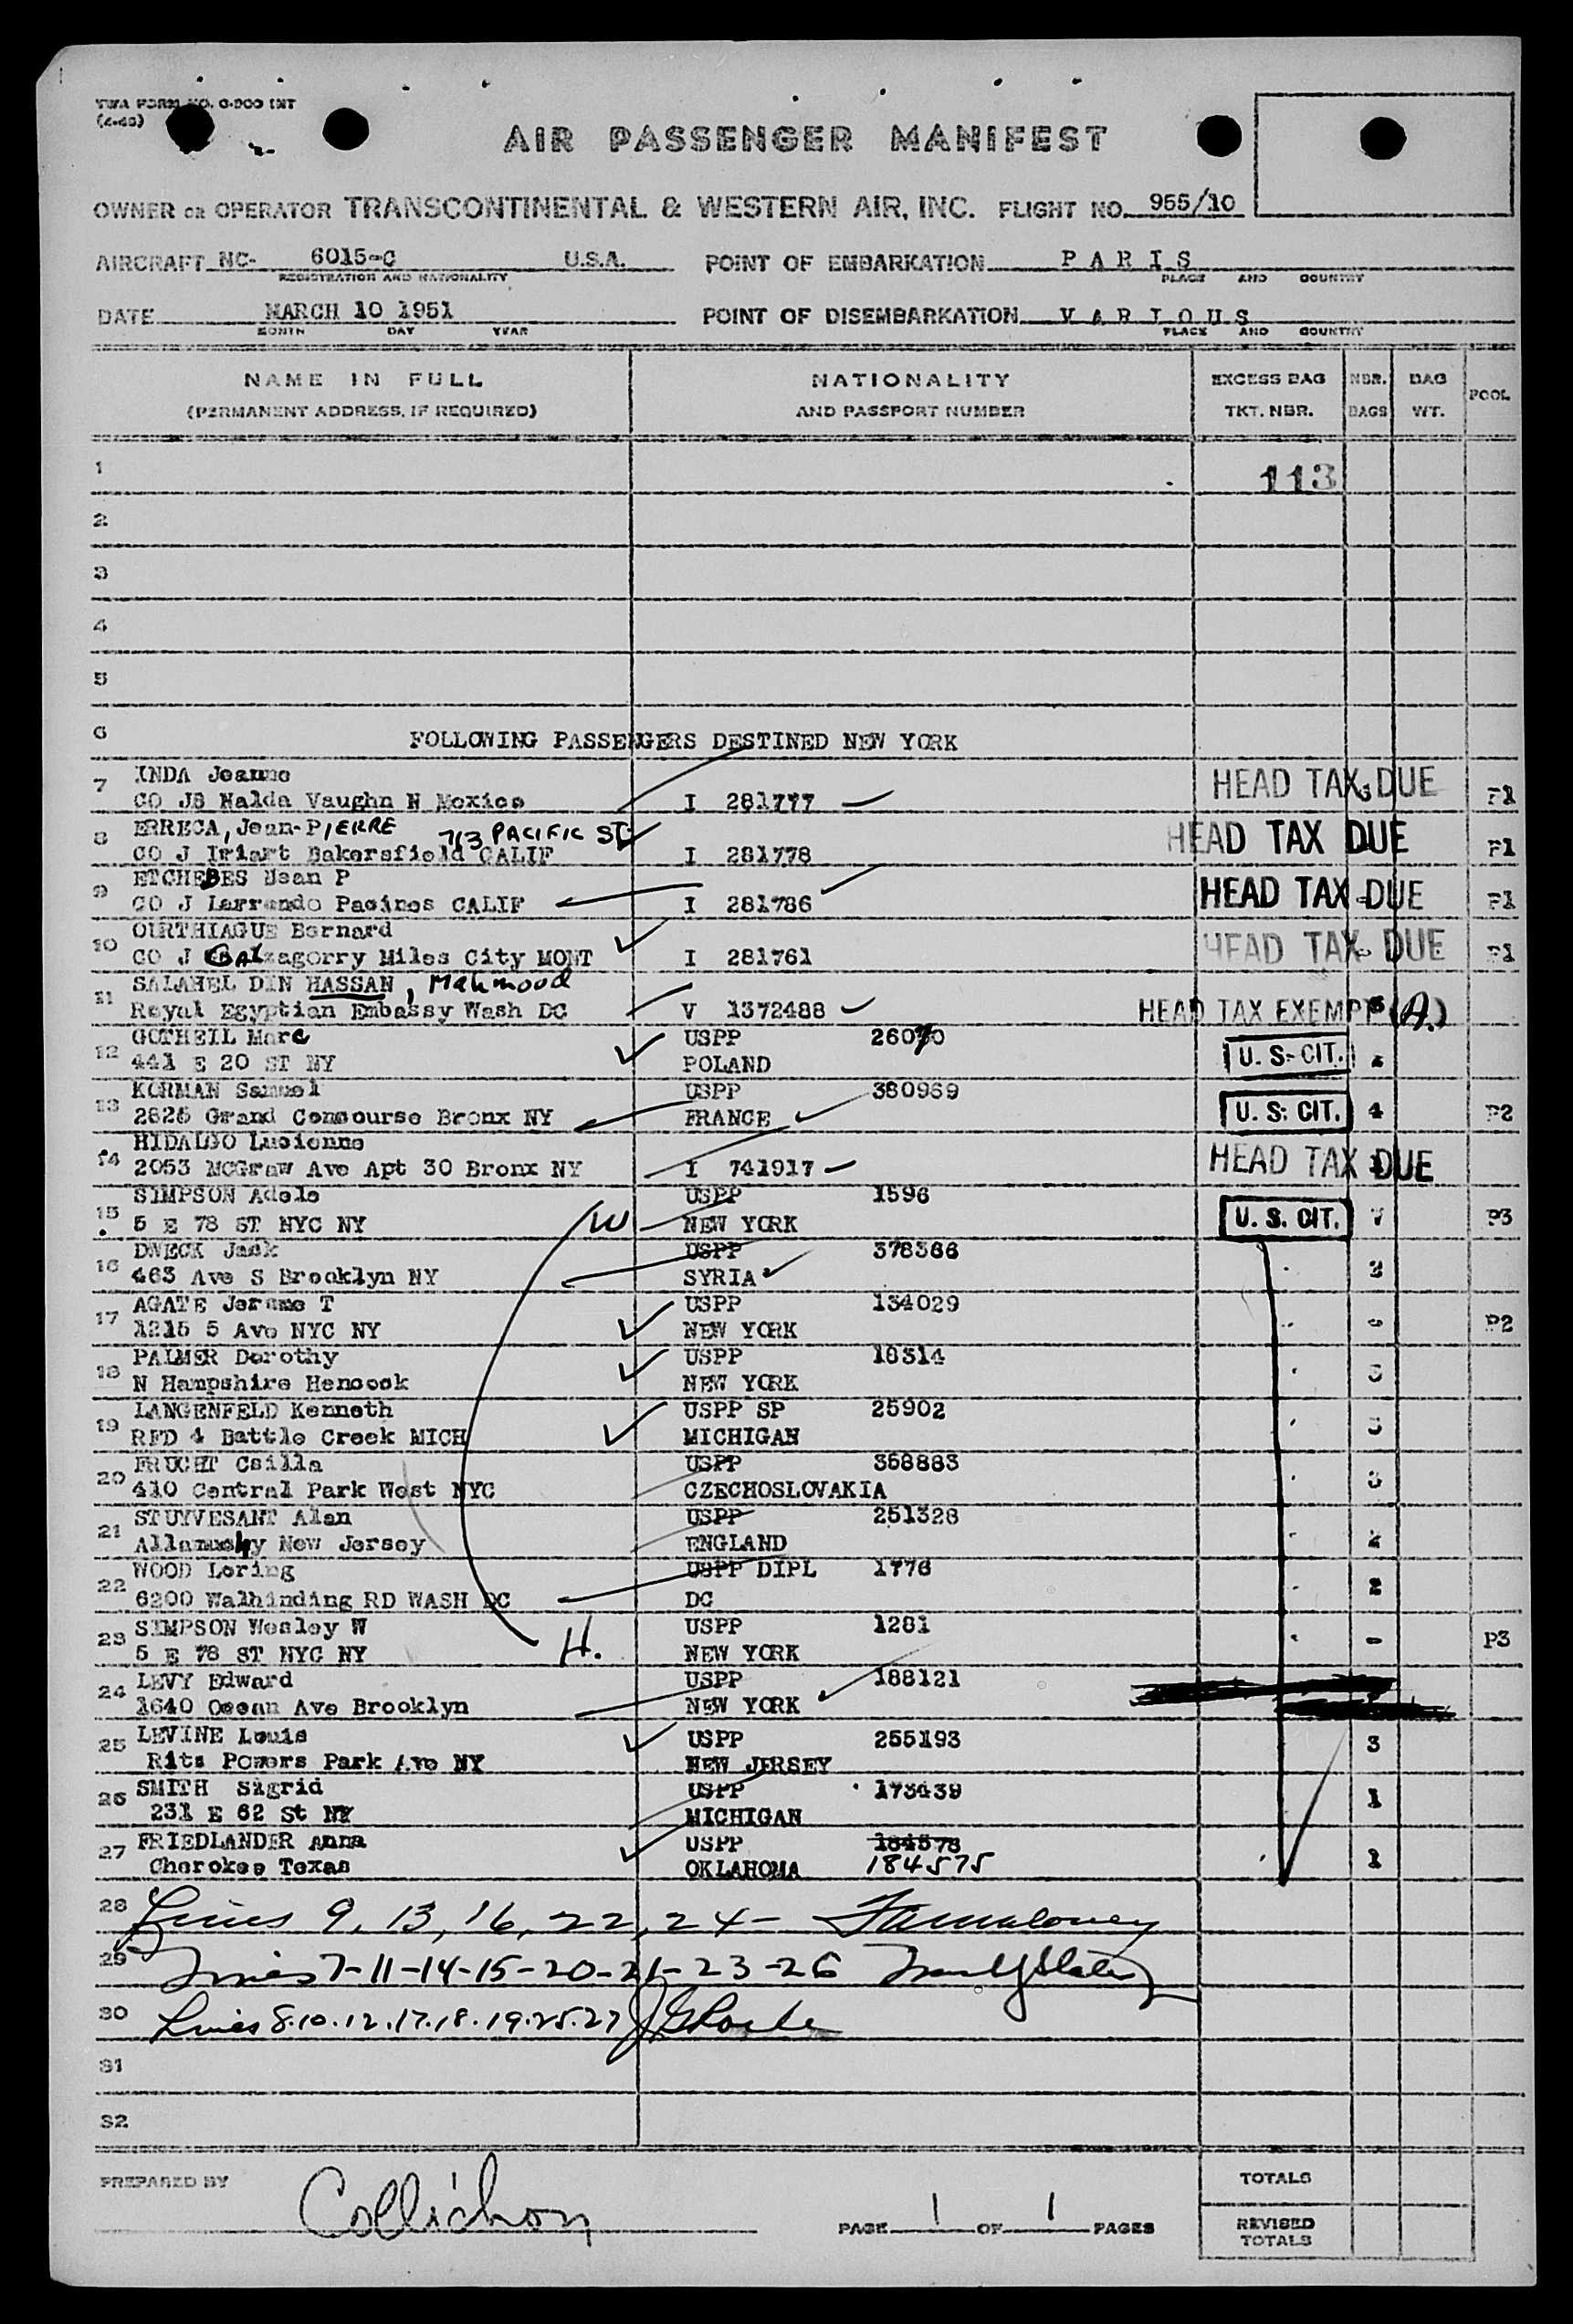 TWA FORM NO. O-200 INT
(4-48)
AIR PASSENGER MANIFEST
OWNER OR OPERATOR TRANSCONTINENTAL & WESTERN AIR, INC. FLIGHT NO. 955/10
AIRCRAFT NC- 6015-C U.S.A. POINT OF EMBARKATION PARIS
REGISTRATION AND NATIONALITY PLACE AND COUNTRY
DATE MARCH 10 1951 POINT OF DISEMBARKATION VARIOUS
MONTH DAY YEAR PLACE AND COUNTRY
NAME IN FULL NATIONALITY EXCESS BAG NBR. BAG POOL
(PERMANENT ADDRESS, IF REQUIRED) AND PASSPORT NUMBER TKT. NBR. BAGS WT.
1 113
2
3
4
5
6 FOLLOWING PASSENGERS DESTINED NEW YORK
7 INDA Jeanne HEAD TAX DUE
CO JB Nalda Vaughn N Mexico I 281777 P1
8 ERRECA, Jean-PIERRE 713 PACIFIC ST HEAD TAX DUE
CO J Iriart Bakersfield CALIF I 281778 P1
9 ETCHEBES Jean P HEAD TAX DUE
CO J Larrando Pacines CALIF I 281786 P1
10 OURTHIAGUE Bernard HEAD TAX DUE
CO J zagorry Miles City MONT I 281761 P1
11 SALAHEL DIN HASSAN, Mahmood
Royal Egyptian Embassy Wash DC V 1372488 HEAD TAX EXEMPT (A.)
12 GOTHEIL Marc USPP 26070
441 E 20 ST NY POLAND U. S. CIT.
13 KORMAN Samuel USPP 380969
2825 Grand Concourse Bronx NY FRANCE U. S. CIT. 4 P2
14 HIDALGO Lucienne
2053 McGraw Ave Apt 30 Bronx NY I 741917 HEAD TAX DUE
15 SIMPSON Adele USPP 1596
5 E 78 ST NYC NY W NEW YORK U. S. CIT. 7 P3
16 DWECK Jack USPP 378386
463 Ave S Brooklyn NY SYRIA 2
17 AGATE Jerome T USPP 134029
1215 5 Ave NYC NY NEW YORK - P2
18 PALMER Dorothy USPP 18314
N Hampshire Hencock NEW YORK 3
19 LANGENFELD Kenneth USPP SP 25902
RFD 4 Battle Creek MICH MICHIGAN 3
20 FRUCHT Csilla USPP 358883
410 Central Park West NYC CZECHOSLOVAKIA 3
21 STUYVESANT Alan USPP 251328
Allamuchy New Jersey ENGLAND
22 WOOD Loring USPP DIPL 1776
6200 Walhinding RD WASH DC DC 2
23 SIMPSON Wesley W USPP 1281
5 E 78 ST NYC NY H. NEW YORK - P3
24 LEVY Edward USPP 188121
1640 Ocean Ave Brooklyn NEW YORK
25 LEVINE Louis USPP 255193
Ritz Powers Park Ave NY NEW JERSEY 3
26 SMITH Sigrid USPP 173439
231 E 62 St NY MICHIGAN 1
27 FRIEDLANDER Anna USPP 184578
Cherokee Texas OKLAHOMA 184575 1
28 Lines 9, 13, 16, 22, 24-
29 Lines 7-11-14-15-20-21-23-26
30 Lines 8.10.12.17.18.19.25.27
31
32
PREPARED BY Collichon PAGE 1 OF 1 PAGES
TOTALS
REVISED
TOTALS